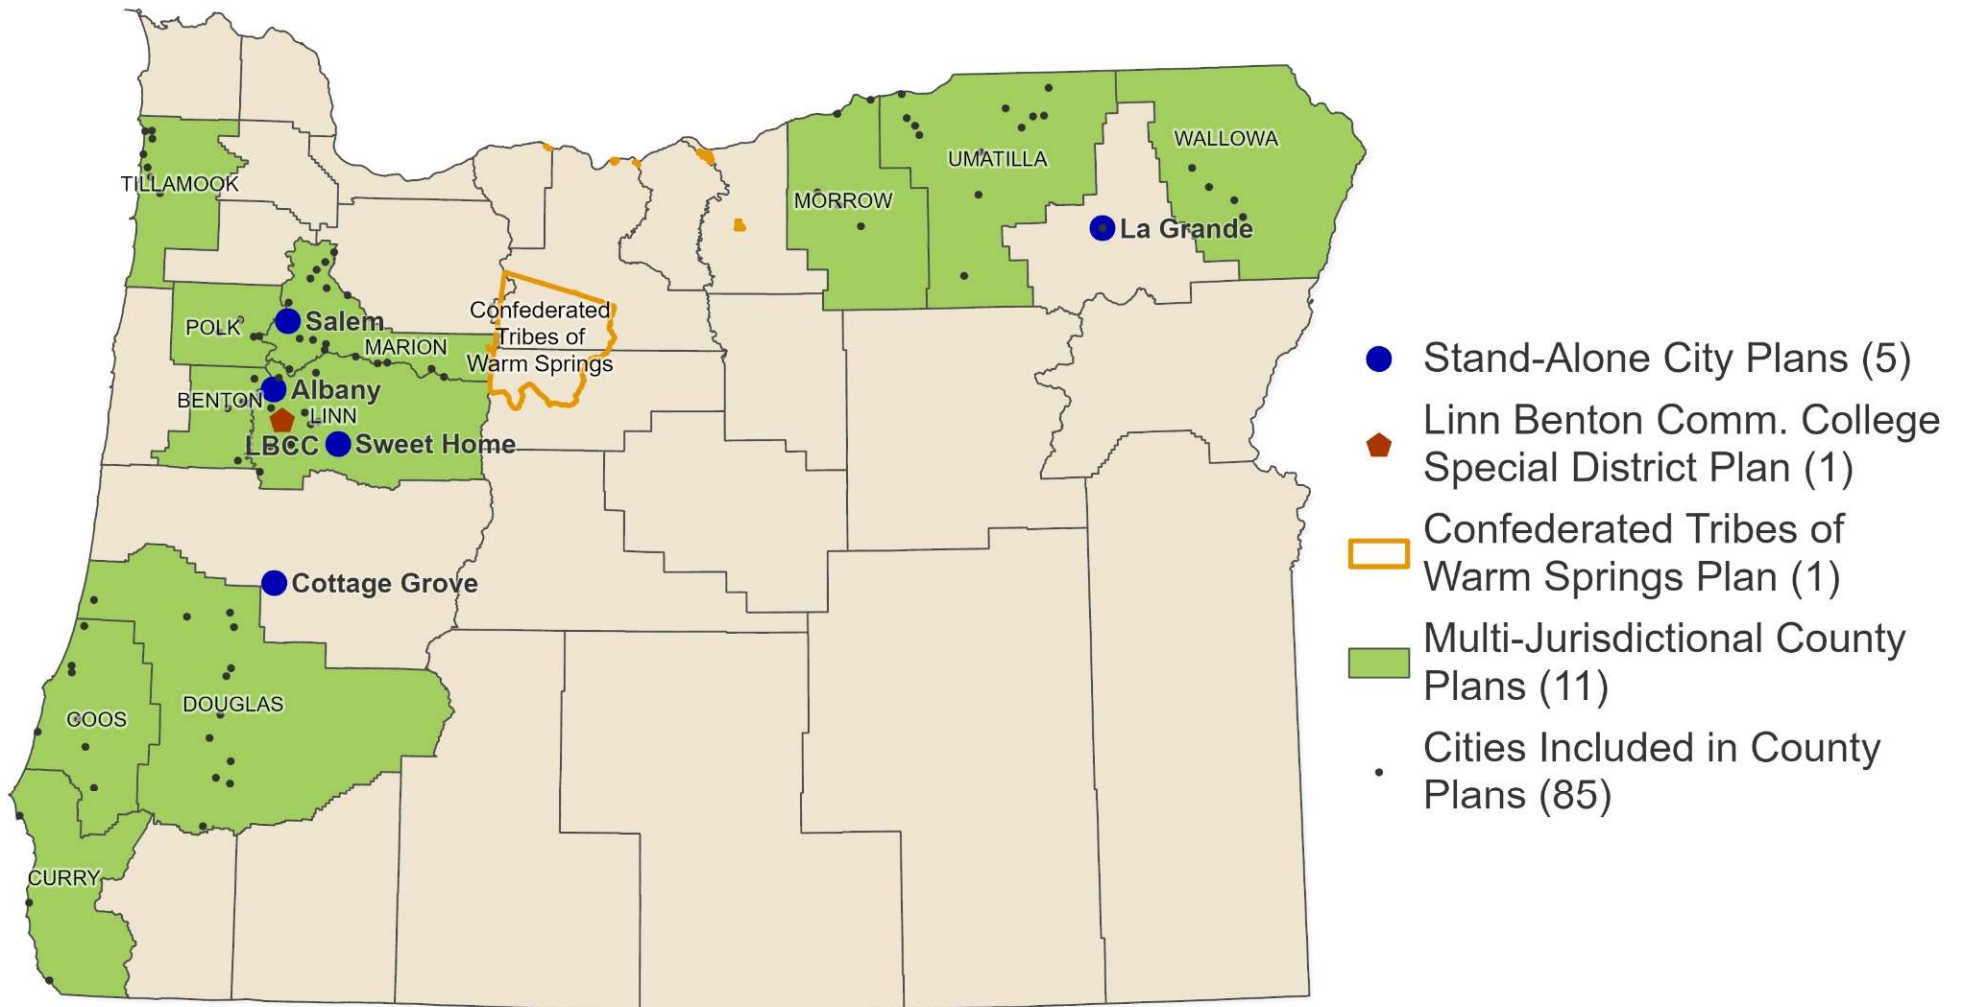 TILLAMOOK
MORROW
UMATILLA
WALLOWA
La Grande
Confederated
Tribes of
Warm Springs
POLK
Salem
MARION
BENTON
Albany
LINN
LBCC
Sweet Home
Cottage Grove
COOS
DOUGLAS
CURRY
Stand-Alone City Plans (5)
Linn Benton Comm. College
Special District Plan (1)
Confederated Tribes of
Warm Springs Plan (1)
Multi-Jurisdictional County
Plans (11)
Cities Included in County
Plans (85)